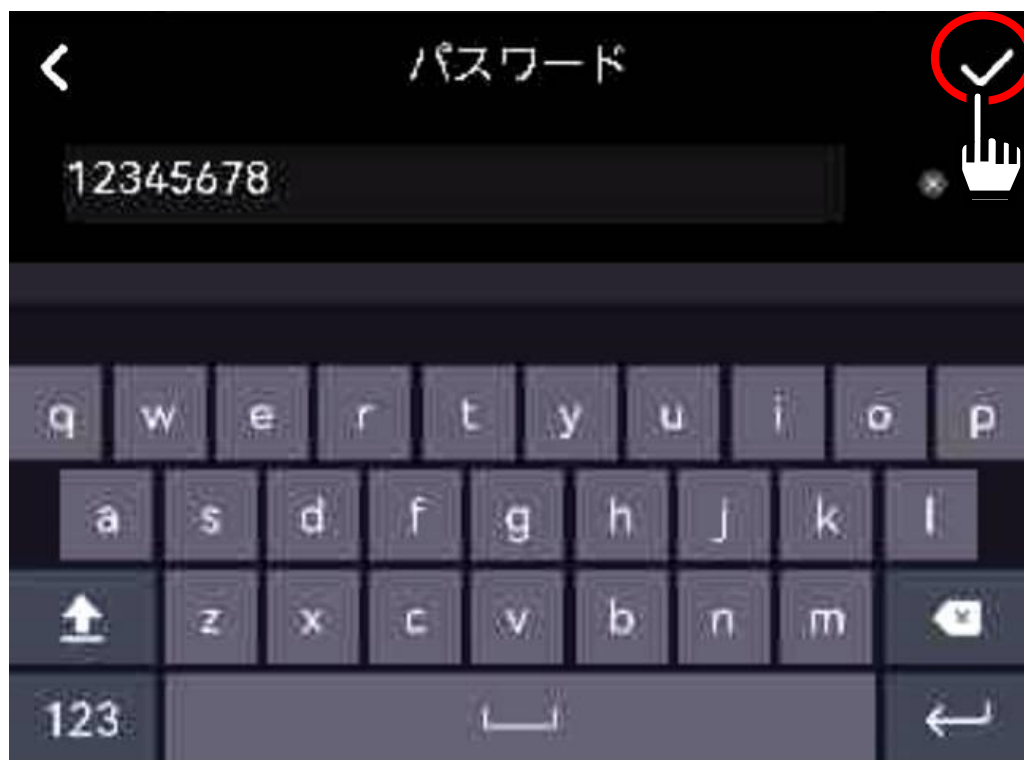 パスワード
12345678
q w e r t y u i o p
a s d f g h j k l
z x c v b n m
123